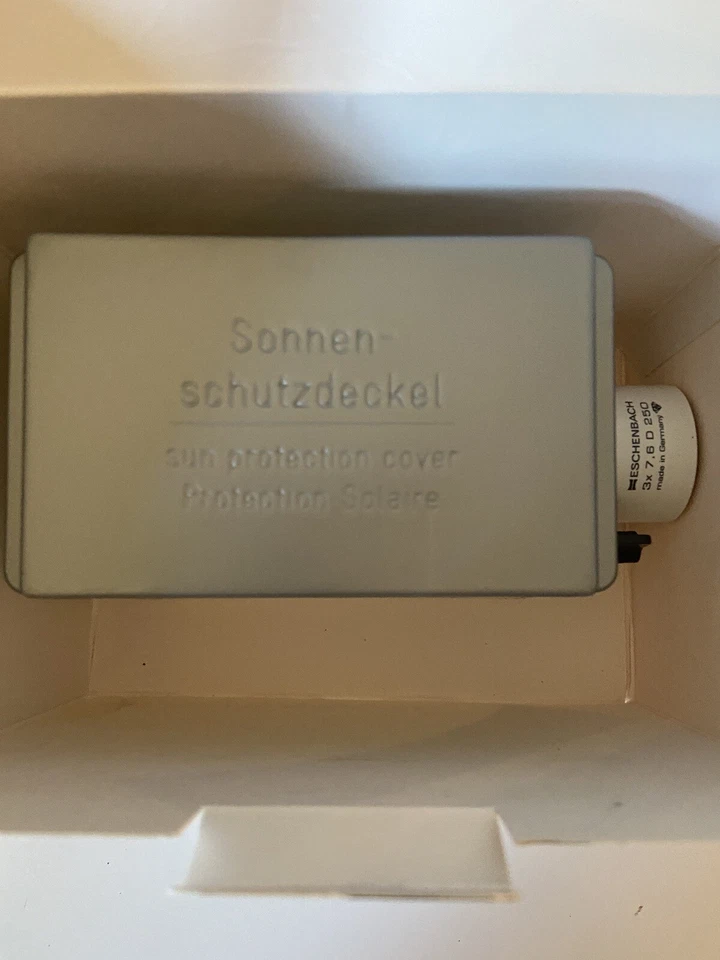 Sonnen-
schutzdeckel
sun protection cover
Protection Solaire
ESCHENBACH
3x 7,6 D 250
made in Germany